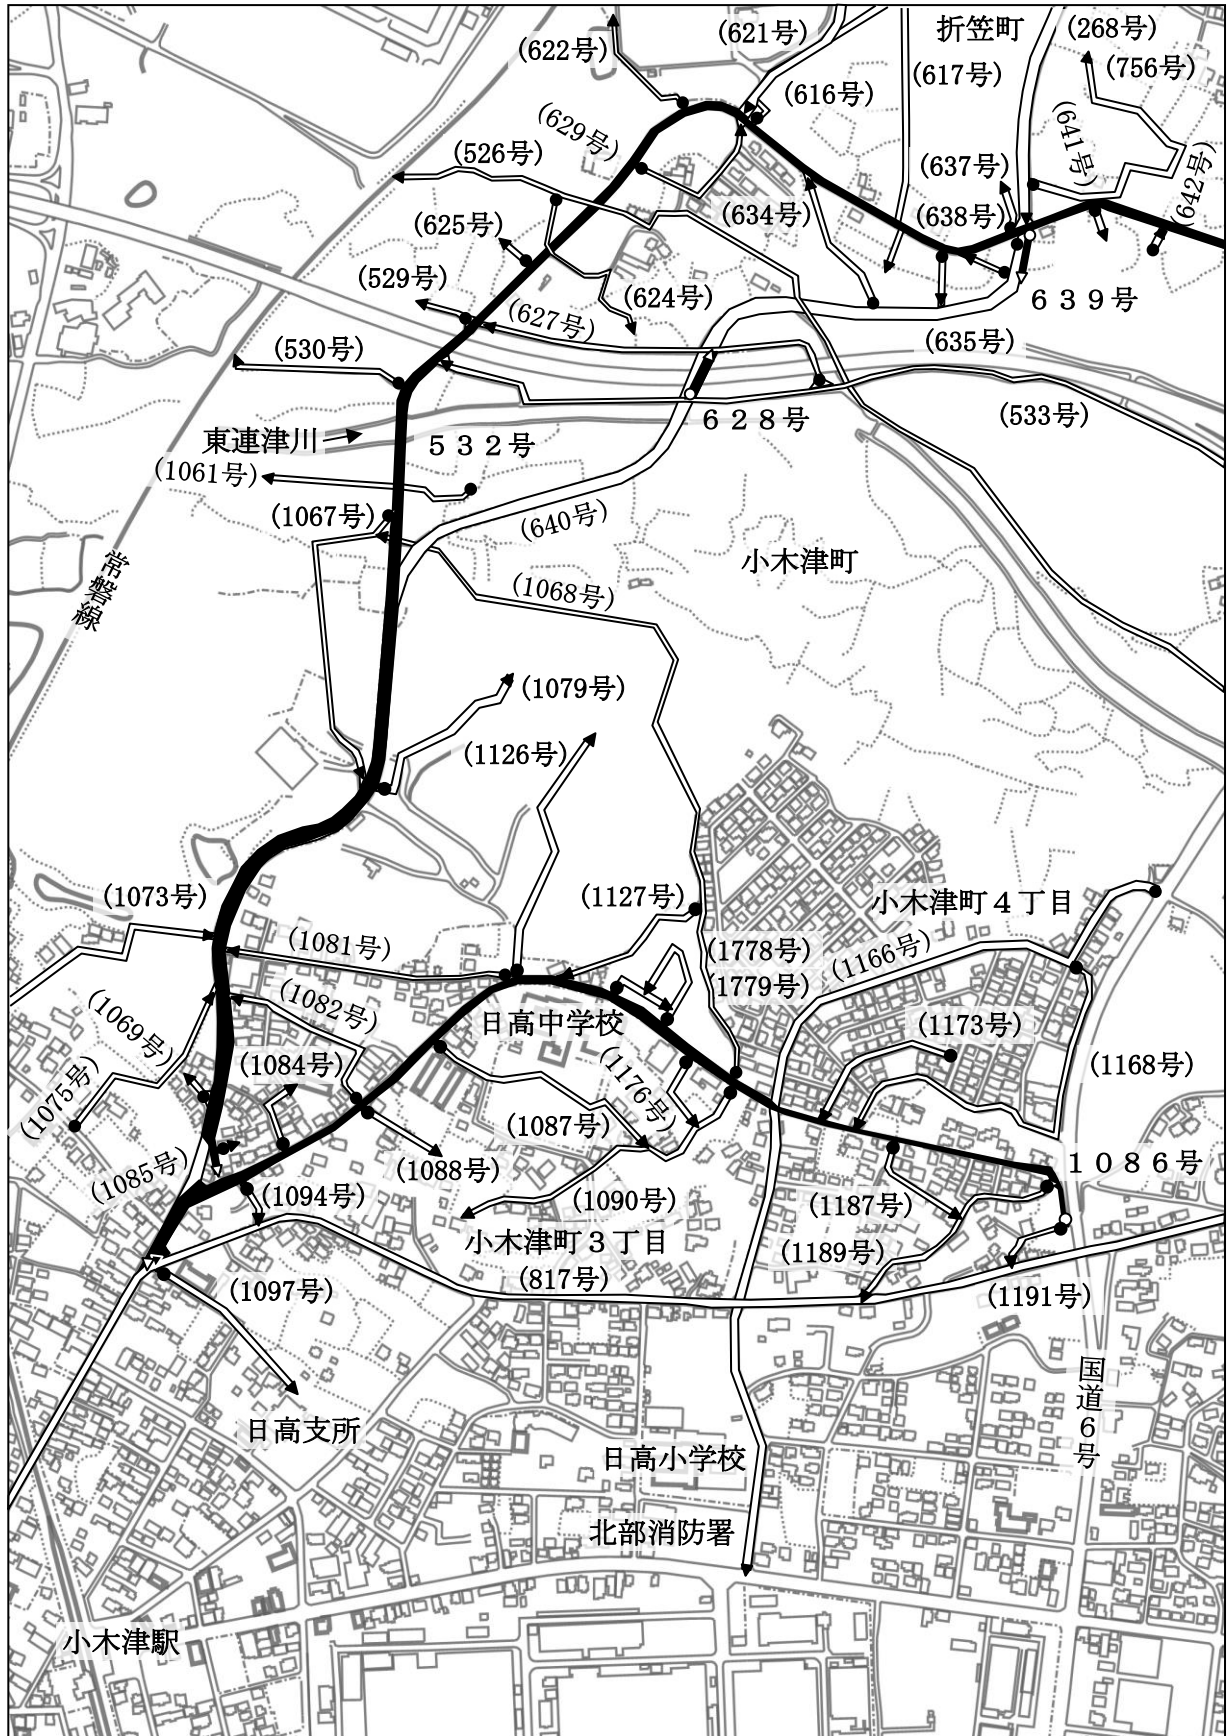 折笠町
(268号)
(621号)
(622号)
(617号)
(756号)
(616号)
(629号)
(641号)
(526号)
(637号)
(642号)
(634号)
(638号)
(625号)
(529号)
(624号)
６３９号
(627号)
(635号)
(530号)
(533号)
６２８号
東連津川
５３２号
(1061号)
(1067号)
(640号)
小木津町
常磐線
(1068号)
(1079号)
(1126号)
(1073号)
(1127号)
小木津町４丁目
(1081号)
(1778号)
(1166号)
(1779号)
(1082号)
(1069号)
日高中学校
(1173号)
(1084号)
(1176号)
(1168号)
(1075号)
(1087号)
(1085号)
(1088号)
１０８６号
(1094号)
(1090号)
(1187号)
小木津町３丁目
(1189号)
(817号)
(1097号)
(1191号)
国道６号
日高支所
日高小学校
北部消防署
小木津駅